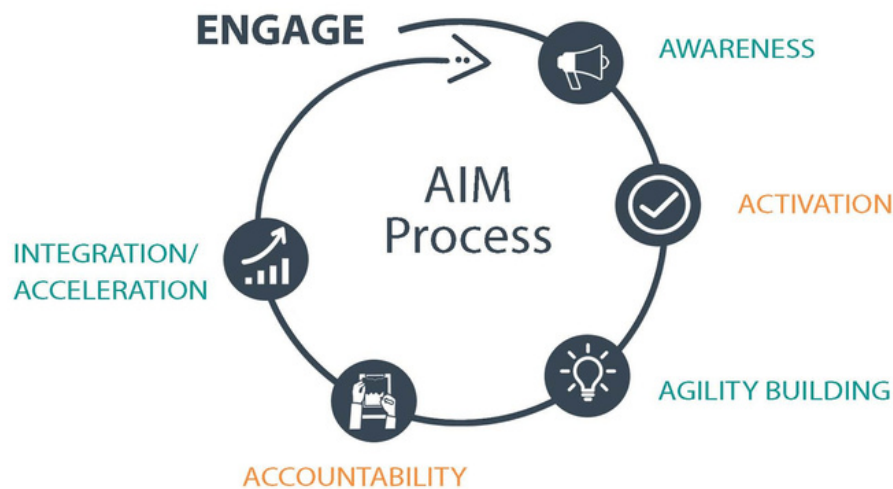 ENGAGE
AWARENESS
AIM
Process
ACTIVATION
INTEGRATION/
ACCELERATION
AGILITY BUILDING
ACCOUNTABILITY